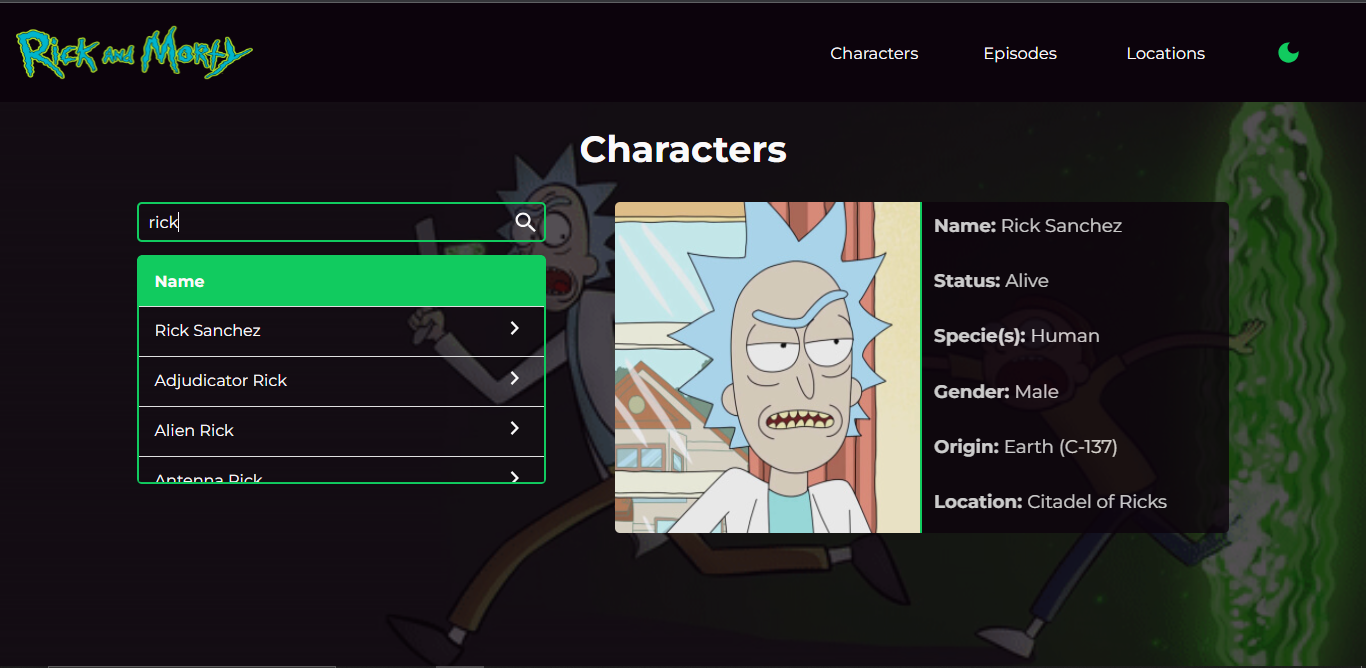 Rick and Morty
Characters
Episodes
Locations
Characters
rick
Name
Rick Sanchez
Adjudicator Rick
Alien Rick
Antenna Rick
Name: Rick Sanchez
Status: Alive
Specie(s): Human
Gender: Male
Origin: Earth (C-137)
Location: Citadel of Ricks